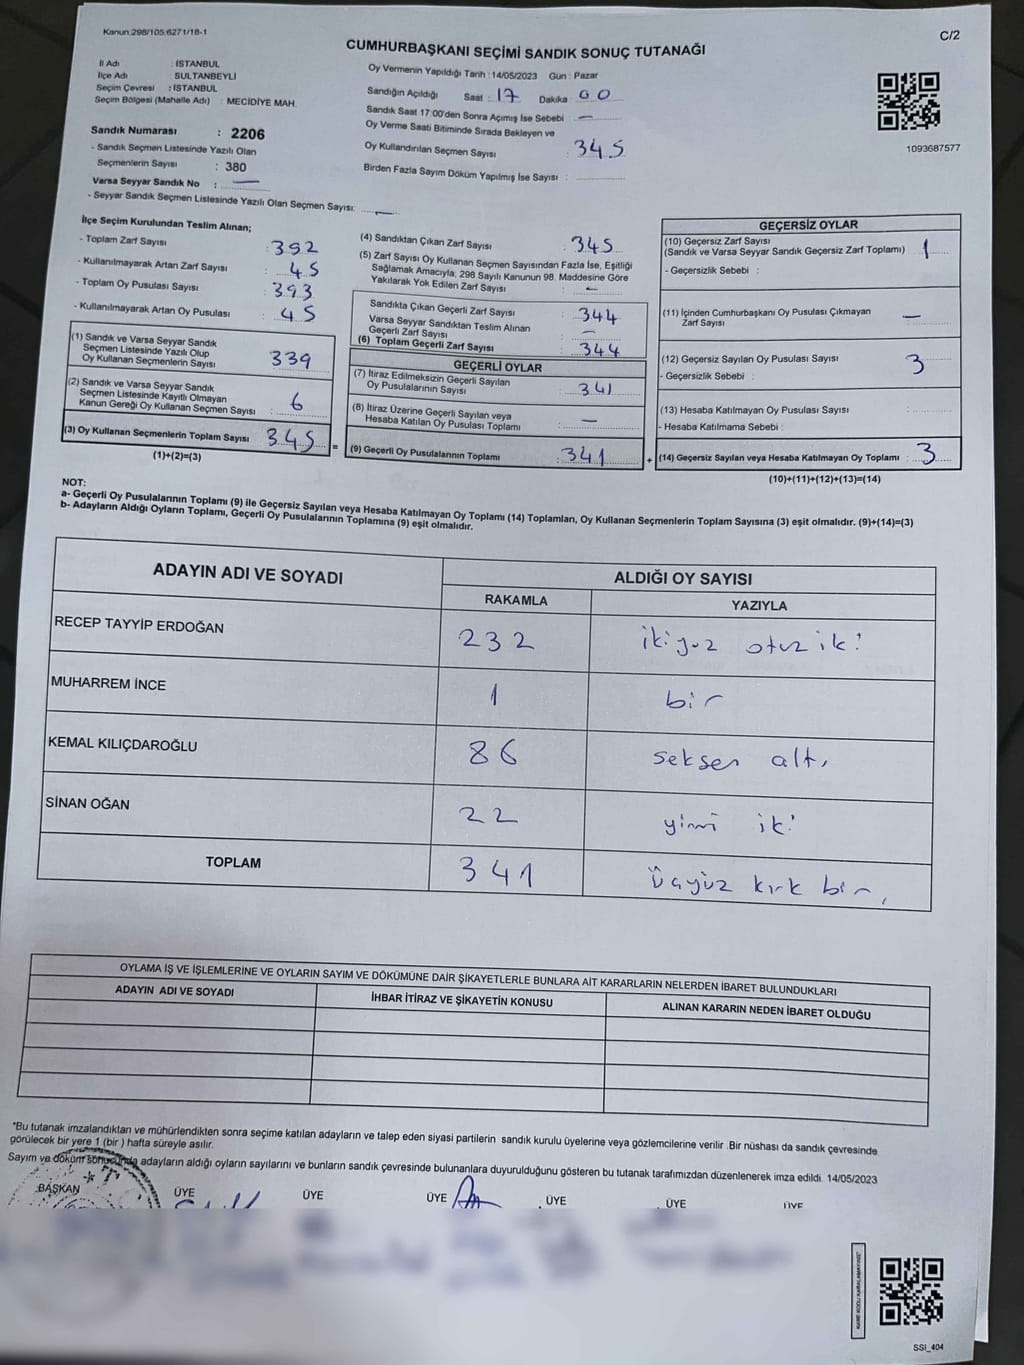 Kanun:298/105,6271/18-1
C/2
CUMHURBAŞKANI SEÇİMİ SANDIK SONUÇ TUTANAĞI
İl Adı : İSTANBUL
İlçe Adı : SULTANBEYLİ
Seçim Çevresi : İSTANBUL
Seçim Bölgesi (Mahalle Adı) : MECİDİYE MAH.
Sandık Numarası : 2206
- Sandık Seçmen Listesinde Yazılı Olan
Seçmenlerin Sayısı : 380
Varsa Seyyar Sandık No : —
- Seyyar Sandık Seçmen Listesinde Yazılı Olan Seçmen Sayısı: —
Oy Vermenin Yapıldığı Tarih : 14/05/2023 Gün : Pazar
Sandığın Açıldığı Saat : 17 Dakika : 00
Sandık Saat 17:00'den Sonra Açımış İse Sebebi : —
Oy Verme Saati Bitiminde Sırada Bekleyen ve
Oy Kullandırılan Seçmen Sayısı : 345
Birden Fazla Sayım Döküm Yapılmış İse Sayısı :
1093687577
İlçe Seçim Kurulundan Teslim Alınan;
- Toplam Zarf Sayısı : 392
- Kullanılmayarak Artan Zarf Sayısı : 45
- Toplam Oy Pusulası Sayısı : 393
- Kullanılmayarak Artan Oy Pusulası : 45
(1) Sandık ve Varsa Seyyar Sandık
Seçmen Listesinde Yazılı Olup
Oy Kullanan Seçmenlerin Sayısı : 339
(2) Sandık ve Varsa Seyyar Sandık
Seçmen Listesinde Kayıtlı Olmayan
Kanun Gereği Oy Kullanan Seçmen Sayısı : 6
(3) Oy Kullanan Seçmenlerin Toplam Sayısı : 345 =
(1)+(2)=(3)
(4) Sandıktan Çıkan Zarf Sayısı : 345
(5) Zarf Sayısı Oy Kullanan Seçmen Sayısından Fazla İse, Eşitliği
Sağlamak Amacıyla, 298 Sayılı Kanunun 98. Maddesine Göre
Yakılarak Yok Edilen Zarf Sayısı : —
Sandıkta Çıkan Geçerli Zarf Sayısı : 344
Varsa Seyyar Sandıktan Teslim Alınan
Geçerli Zarf Sayısı : —
(6) Toplam Geçerli Zarf Sayısı : 344
GEÇERLİ OYLAR
(7) İtiraz Edilmeksizin Geçerli Sayılan
Oy Pusulalarının Sayısı : 341
(8) İtiraz Üzerine Geçerli Sayılan veya
Hesaba Katılan Oy Pusulası Toplamı : —
(9) Geçerli Oy Pusulalarının Toplamı : 341 +
GEÇERSİZ OYLAR
(10) Geçersiz Zarf Sayısı
(Sandık ve Varsa Seyyar Sandık Geçersiz Zarf Toplamı) : 1
- Geçersizlik Sebebi :
(11) İçinden Cumhurbaşkanı Oy Pusulası Çıkmayan
Zarf Sayısı : —
(12) Geçersiz Sayılan Oy Pusulası Sayısı : 3
- Geçersizlik Sebebi :
(13) Hesaba Katılmayan Oy Pusulası Sayısı :
- Hesaba Katılmama Sebebi :
(14) Geçersiz Sayılan veya Hesaba Katılmayan Oy Toplamı : 3
(10)+(11)+(12)+(13)=(14)
NOT:
a- Geçerli Oy Pusulalarının Toplamı (9) ile Geçersiz Sayılan veya Hesaba Katılmayan Oy Toplamı (14) Toplamları, Oy Kullanan Seçmenlerin Toplam Sayısına (3) eşit olmalıdır. (9)+(14)=(3)
b- Adayların Aldığı Oyların Toplamı, Geçerli Oy Pusulalarının Toplamına (9) eşit olmalıdır.
ADAYIN ADI VE SOYADI ALDIĞI OY SAYISI
RAKAMLA YAZIYLA
RECEP TAYYİP ERDOĞAN 232 ikiyuz otuz iki
MUHARREM İNCE 1 bir
KEMAL KILIÇDAROĞLU 86 seksen altı
SİNAN OĞAN 22 yimi iki
TOPLAM 341 üçyüz kırk bir
OYLAMA İŞ VE İŞLEMLERİNE VE OYLARIN SAYIM VE DÖKÜMÜNE DAİR ŞİKAYETLERLE BUNLARA AİT KARARLARIN NELERDEN İBARET BULUNDUKLARI
ADAYIN ADI VE SOYADI İHBAR İTİRAZ VE ŞİKAYETİN KONUSU ALINAN KARARIN NEDEN İBARET OLDUĞU
*Bu tutanak imzalandıktan ve mühürlendikten sonra seçime katılan adayların ve talep eden siyasi partilerin sandık kurulu üyelerine veya gözlemcilerine verilir .Bir nüshası da sandık çevresinde
görülecek bir yere 1 (bir ) hafta süreyle asılır.
Sayım ve döküm sonucunda adayların aldığı oyların sayılarını ve bunların sandık çevresinde bulunanlara duyurulduğunu gösteren bu tutanak tarafımızdan düzenlenerek imza edildi. 14/05/2023
BAŞKAN ÜYE ÜYE ÜYE ÜYE ÜYE ÜYE
SSI_404